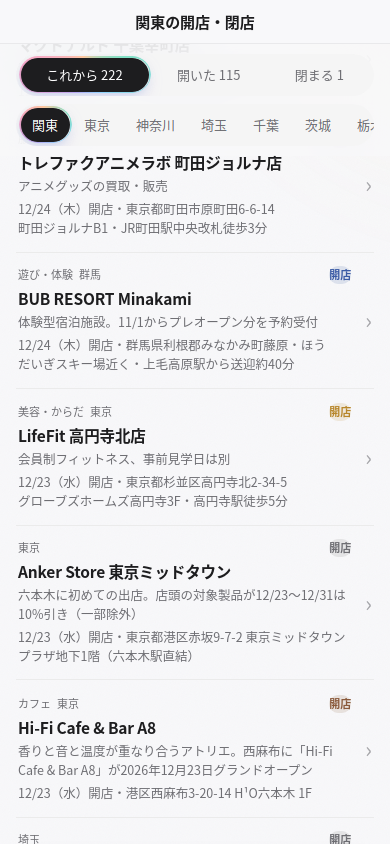 関東の開店・閉店
マクドナルド 千葉幸町店
これから 222
開いた 115
閉まる 1
関東
東京
神奈川
埼玉
千葉
茨城
トレファクアニメラボ 町田ジョルナ店
アニメグッズの買取・販売
12/24（木）開店・東京都町田市原町田6-6-14
町田ジョルナB1・JR町田駅中央改札徒歩3分
遊び・体験 群馬
開店
BUB RESORT Minakami
体験型宿泊施設。11/1からプレオープン分を予約受付
12/24（木）開店・群馬県利根郡みなかみ町藤原・ほう
だいぎスキー場近く・上毛高原駅から送迎約40分
美容・からだ 東京
開店
LifeFit 高円寺北店
会員制フィットネス、事前見学日は別
12/23（水）開店・東京都杉並区高円寺北2-34-5
グローブズホームズ高円寺3F・高円寺駅徒歩5分
東京
開店
Anker Store 東京ミッドタウン
六本木に初めての出店。店頭の対象製品が12/23〜12/31は
10%引き（一部除外）
12/23（水）開店・東京都港区赤坂9-7-2 東京ミッドタウン
プラザ地下1階（六本木駅直結）
カフェ 東京
開店
Hi-Fi Cafe & Bar A8
香りと音と温度が重なり合うアトリエ。西麻布に「Hi-Fi
Cafe & Bar A8」が2026年12月23日グランドオープン
12/23（水）開店・港区西麻布3-20-14 H¹O六本木 1F
埼玉
開店